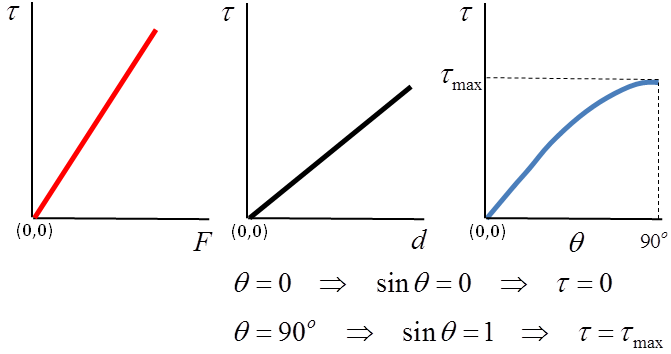 τ
(0,0)
F
τ
(0,0)
d
τ
τmax
(0,0)
θ
90°
θ = 0 ⇒ sin θ = 0 ⇒ τ = 0
θ = 90° ⇒ sin θ = 1 ⇒ τ = τmax